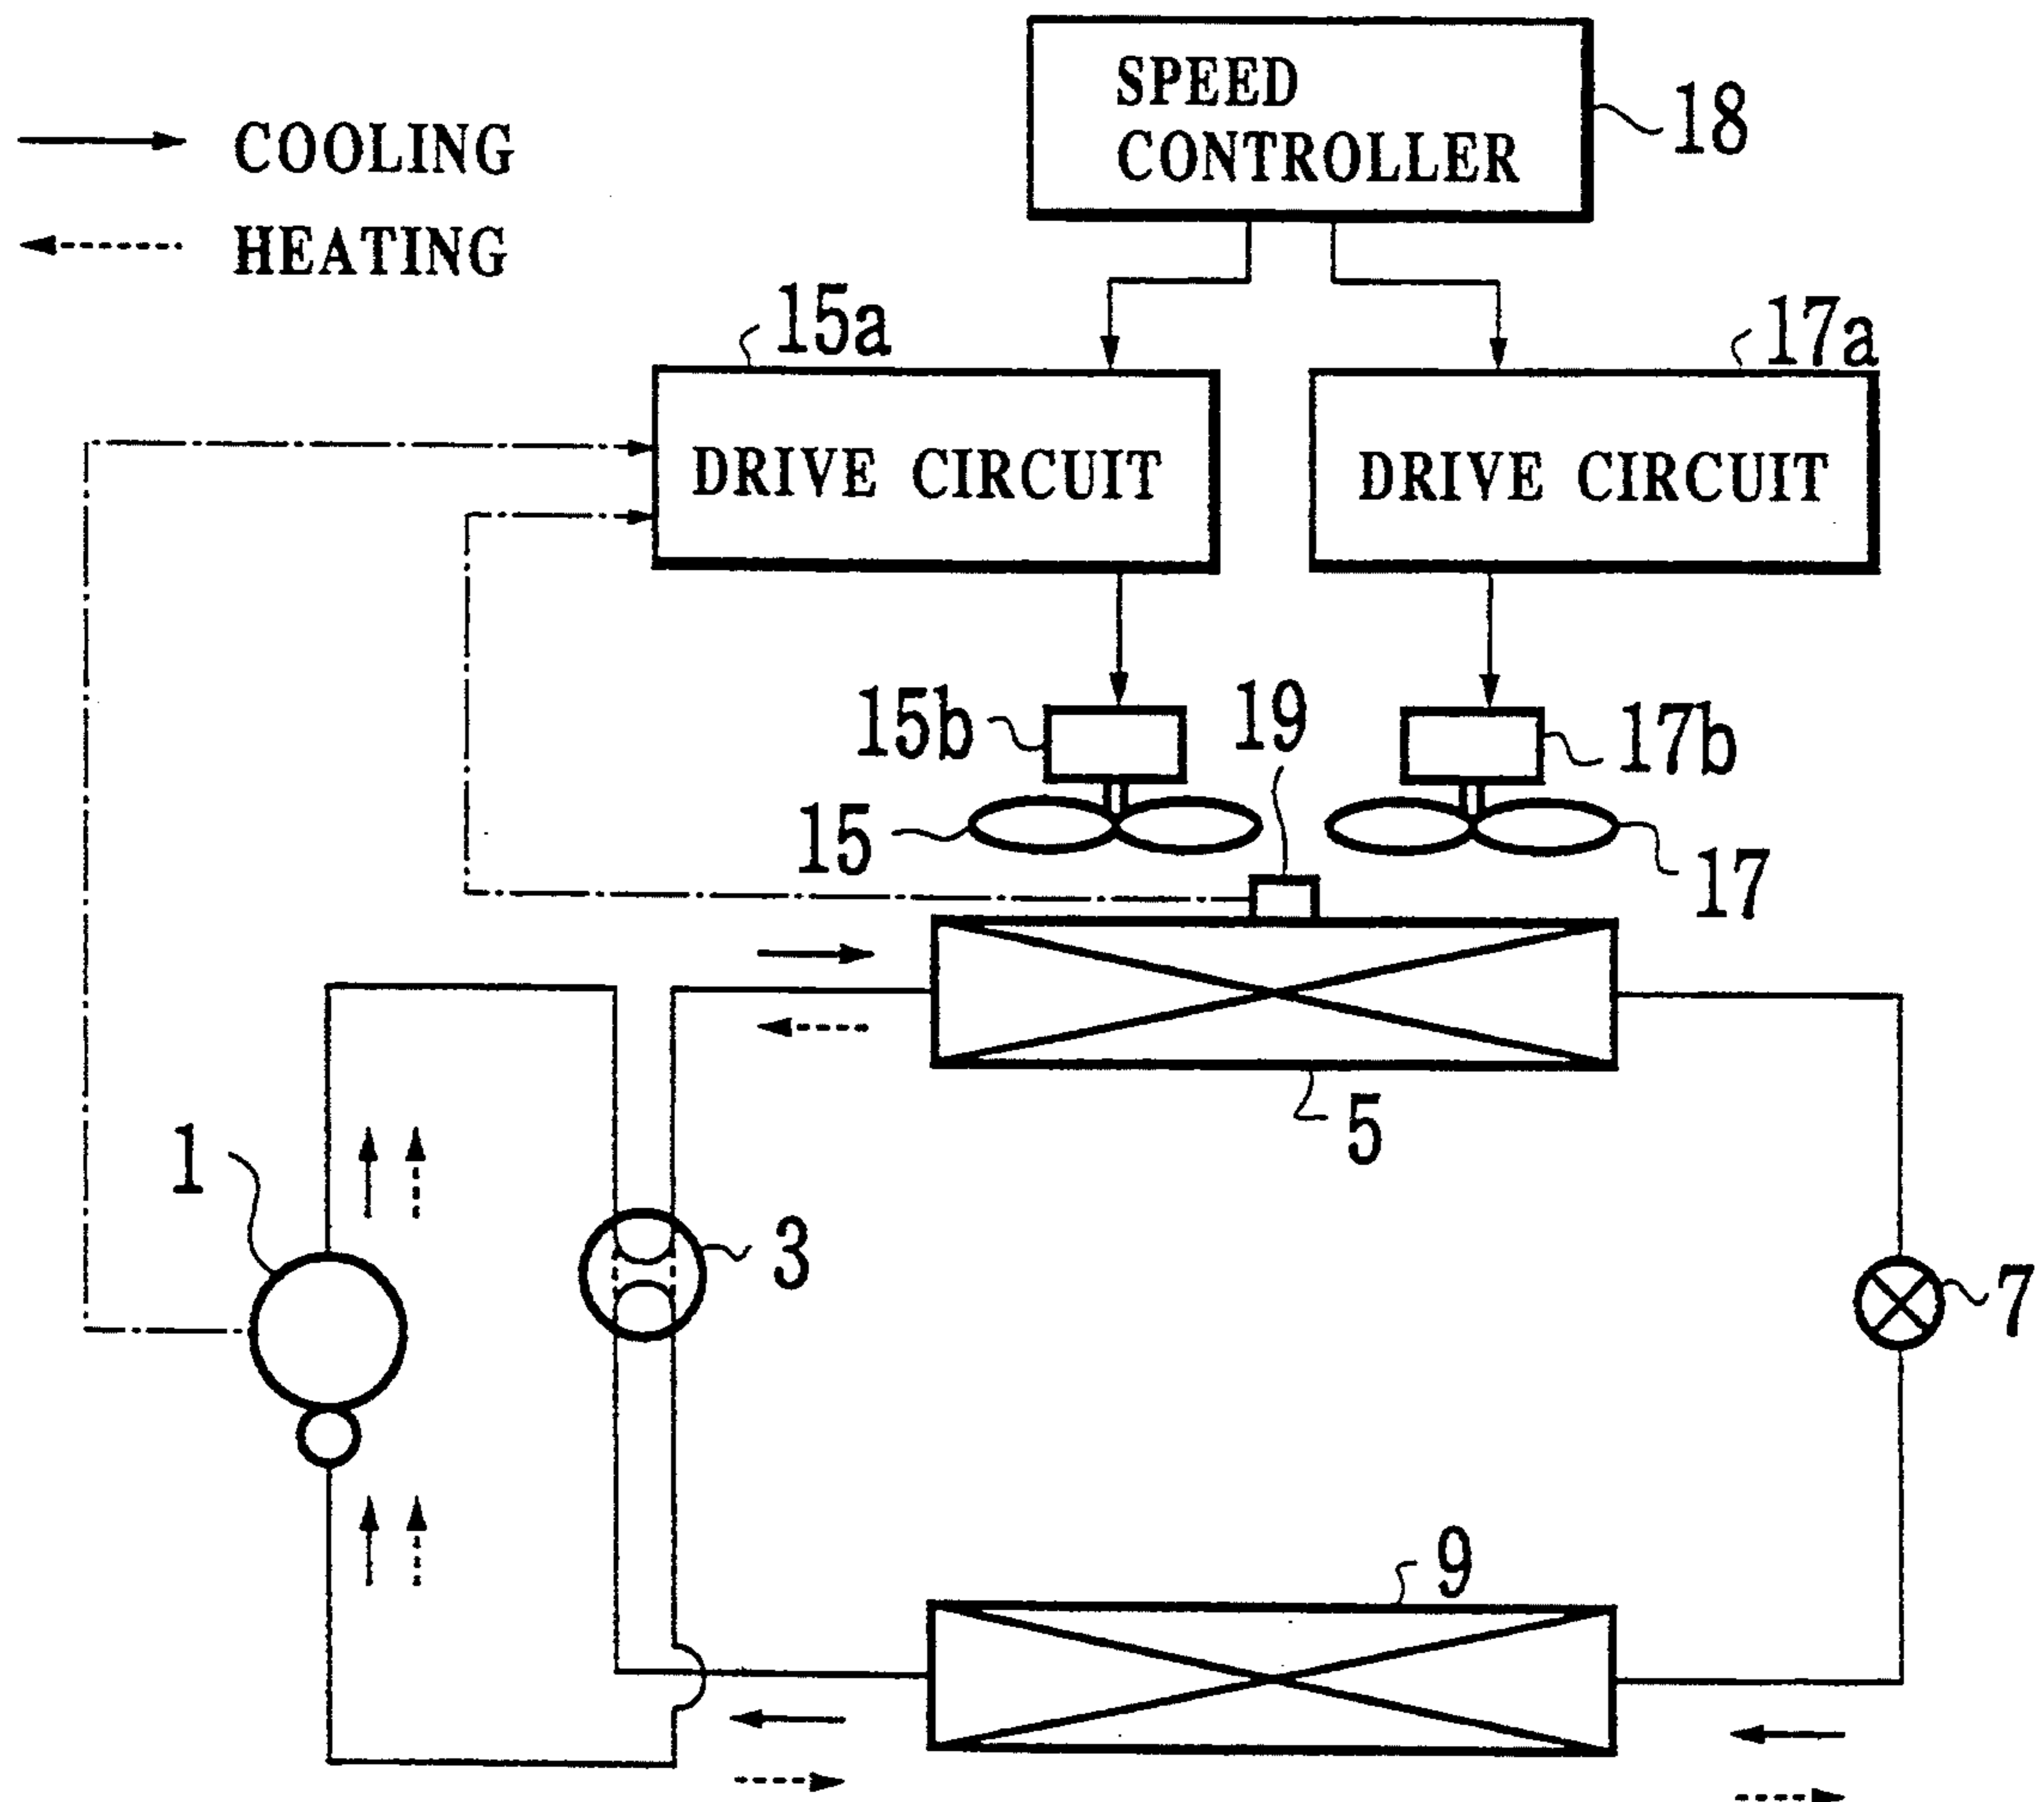 SPEED
CONTROLLER
18
COOLING
HEATING
15a
17a
DRIVE CIRCUIT
DRIVE CIRCUIT
15b
19
17b
15
17
5
1
3
7
9